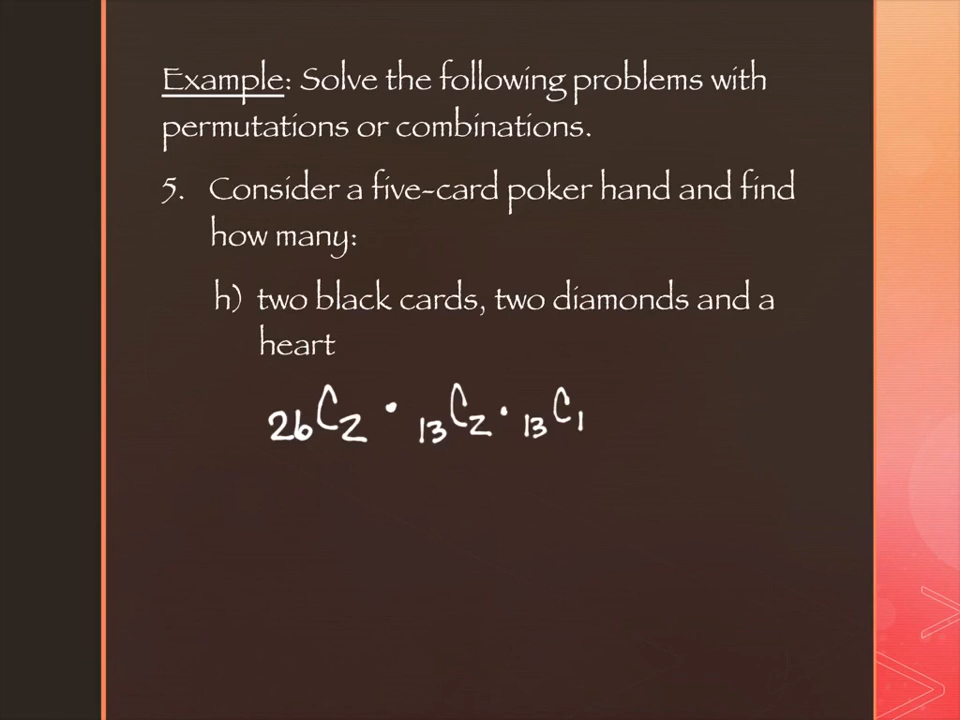 Example: Solve the following problems with
permutations or combinations.
5. Consider a five-card poker hand and find
how many:
h) two black cards, two diamonds and a
heart
₂₆C₂ · ₁₃C₂ · ₁₃C₁